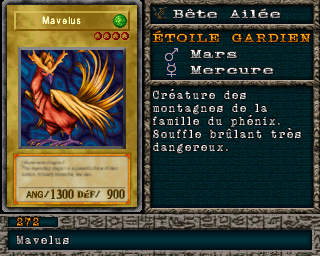 Mavelus
ANG/1300 DÉF/ 900
Bête Ailée
ÉTOILE GARDIEN
Mars
Mercure
Créature des
montagnes de la
famille du phénix.
Souffle brûlant très
dangereux.
272
Mavelus